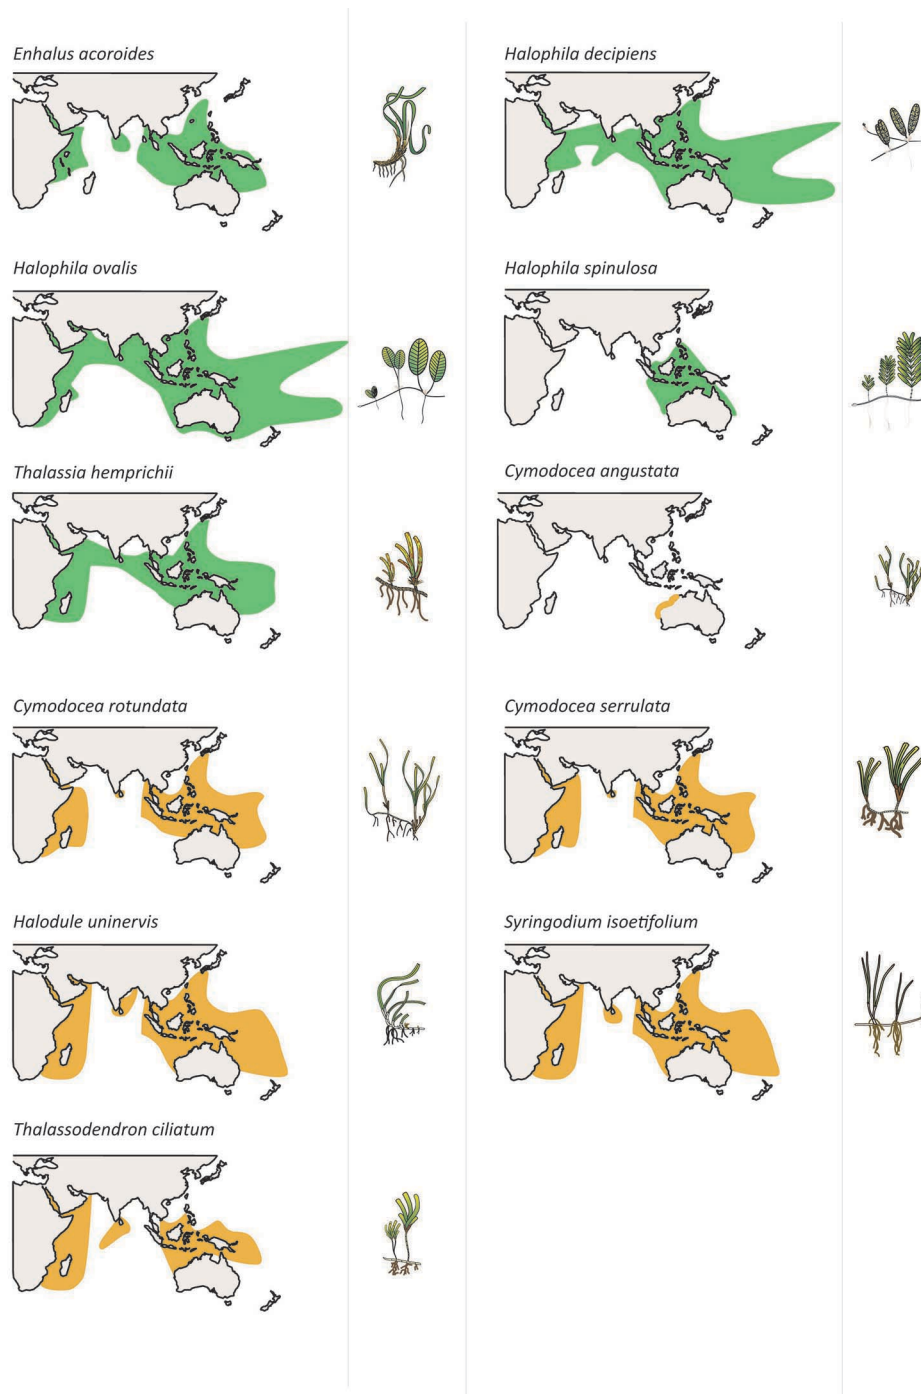 Enhalus acoroides
Halophila decipiens
Halophila ovalis
Halophila spinulosa
Thalassia hemprichii
Cymodocea angustata
Cymodocea rotundata
Cymodocea serrulata
Halodule uninervis
Syringodium isoetifolium
Thalassodendron ciliatum